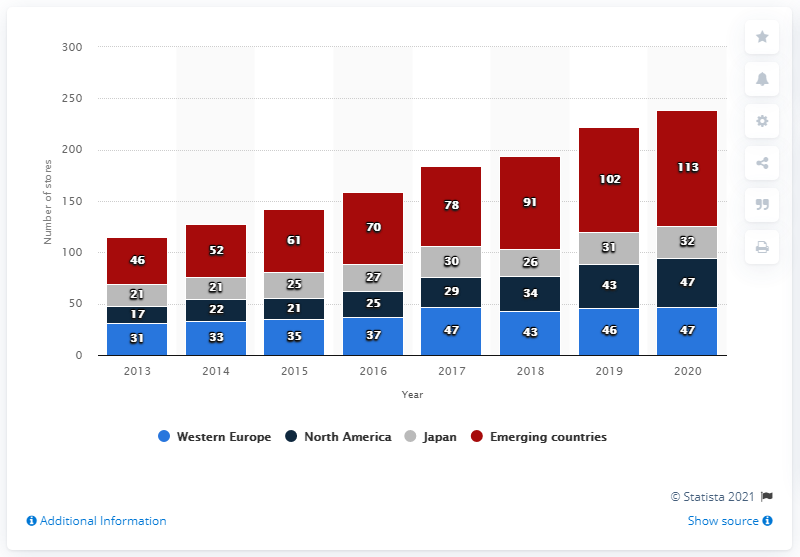 300
250
200
150
100
50
0
Number of stores
46 52 61 70 78 91 102 113
21 21 25 27 30 26 31 32
17 22 21 25 29 34 43 47
31 33 35 37 47 43 46 47
2013 2014 2015 2016 2017 2018 2019 2020
Year
Western Europe North America Japan Emerging countries
© Statista 2021
Additional Information Show source